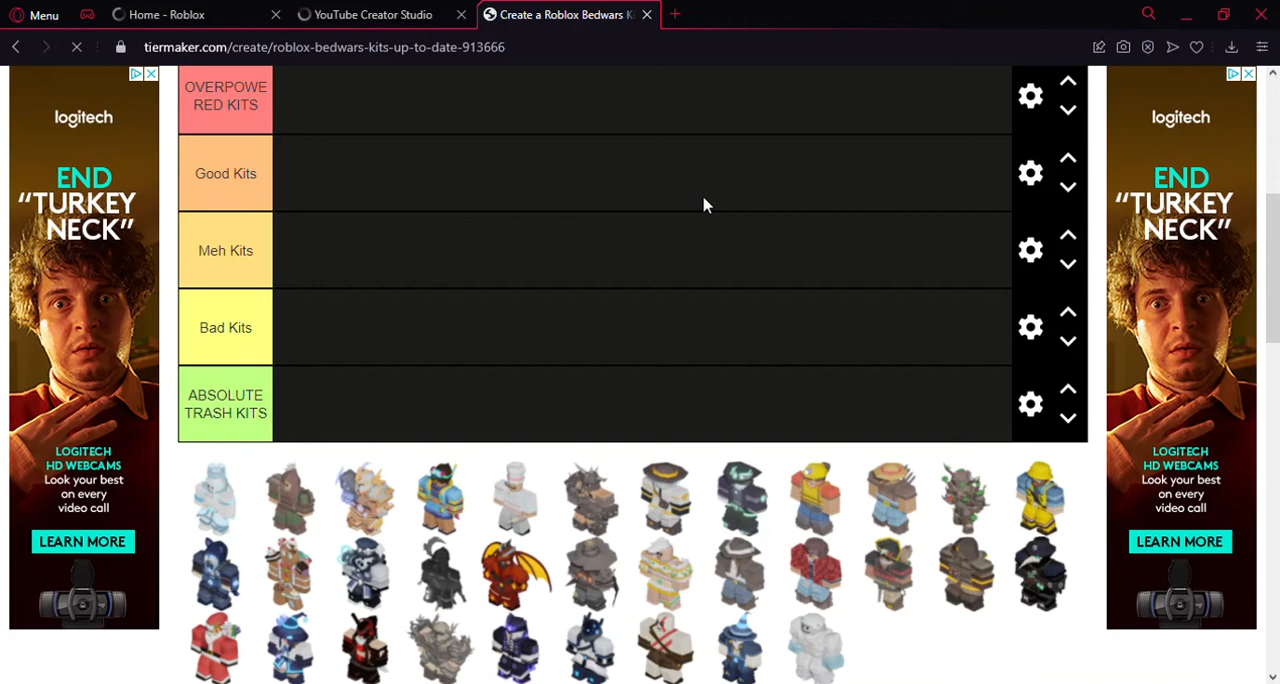 Menu
Home - Roblox
YouTube Creator Studio
Create a Roblox Bedwars Ki
tiermaker.com/create/roblox-bedwars-kits-up-to-date-913666
logitech
END
“TURKEY
NECK”
LOGITECH
HD WEBCAMS
Look your best
on every
video call
LEARN MORE
OVERPOWE
RED KITS
Good Kits
Meh Kits
Bad Kits
ABSOLUTE
TRASH KITS
logitech
END
“TURKEY
NECK”
LOGITECH
HD WEBCAMS
Look your best
on every
video call
LEARN MORE